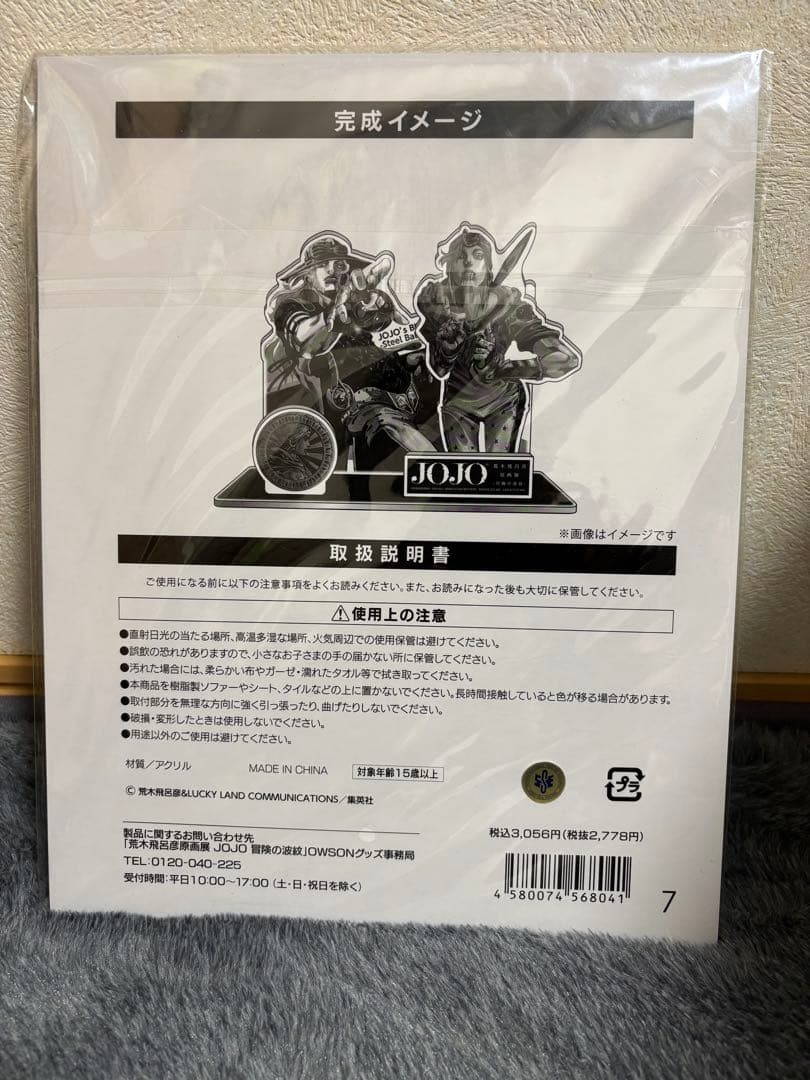 完成イメージ
JOJO's B
Steel Bal
JOJO
荒木飛呂彦
原画展
冒険の波紋
※画像はイメージです
取扱説明書
ご使用になる前に以下の注意事項をよくお読みください。また、お読みになった後も大切に保管してください。
⚠使用上の注意
●直射日光の当たる場所、高温多湿な場所、火気周辺での使用保管は避けてください。
●誤飲の恐れがありますので、小さなお子さまの手の届かない所に保管してください。
●汚れた場合には、柔らかい布やガーゼ・濡れたタオル等で拭き取ってください。
●本商品を樹脂製ソファーやシート、タイルなどの上に置かないでください。長時間接触していると色が移る場合があります。
●取付部分を無理な方向に強く引っ張ったり、曲げたりしないでください。
●破損・変形したときは使用しないでください。
●用途以外のご使用は避けてください。
材質／アクリル MADE IN CHINA 対象年齢15歳以上
© 荒木飛呂彦&LUCKY LAND COMMUNICATIONS／集英社
プラ
製品に関するお問い合わせ先
「荒木飛呂彦原画展 JOJO 冒険の波紋」OWSONグッズ事務局
TEL:0120-040-225
受付時間:平日10:00〜17:00（土・日・祝日を除く）
税込3,056円（税抜2,778円）
4 580074 568041
7